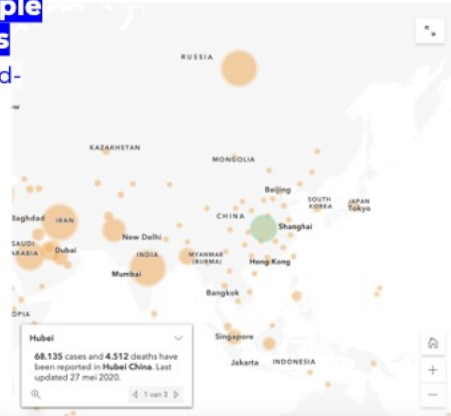 ple
s
d-
RUSSIA
KAZAKHSTAN
MONGOLIA
Beijing
SOUTH
KOREA
JAPAN
Tokyo
CHINA
Shanghai
Baghdad
IRAN
New Delhi
SAUDI
ARABIA
Dubai
INDIA
MYANMAR
(BURMA)
Hong Kong
Mumbai
Bangkok
OPIA
Singapore
Jakarta INDONESIA
Hubei
68.135 cases and 4.512 deaths have
been reported in Hubei China. Last
updated 27 mei 2020.
1 van 3